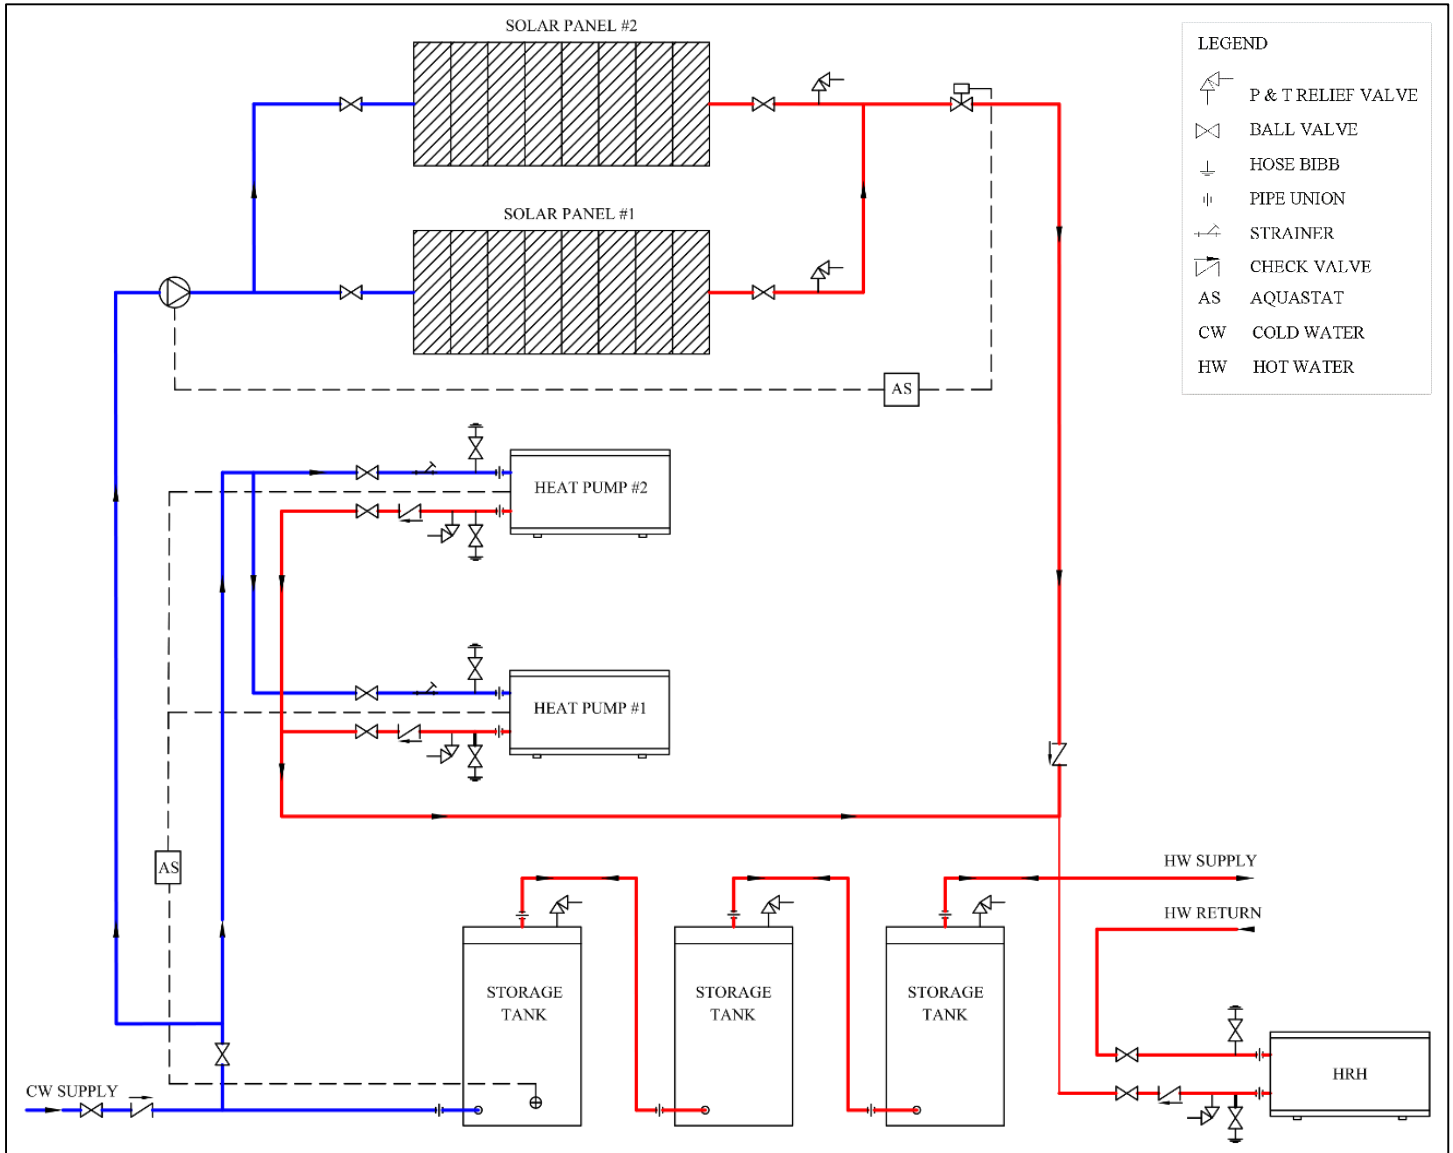 SOLAR PANEL #2
LEGEND
P & T RELIEF VALVE
BALL VALVE
HOSE BIBB
PIPE UNION
STRAINER
CHECK VALVE
AS AQUASTAT
CW COLD WATER
HW HOT WATER
SOLAR PANEL #1
AS
HEAT PUMP #2
HEAT PUMP #1
AS
HW SUPPLY
HW RETURN
STORAGE
TANK
STORAGE
TANK
STORAGE
TANK
HRH
CW SUPPLY